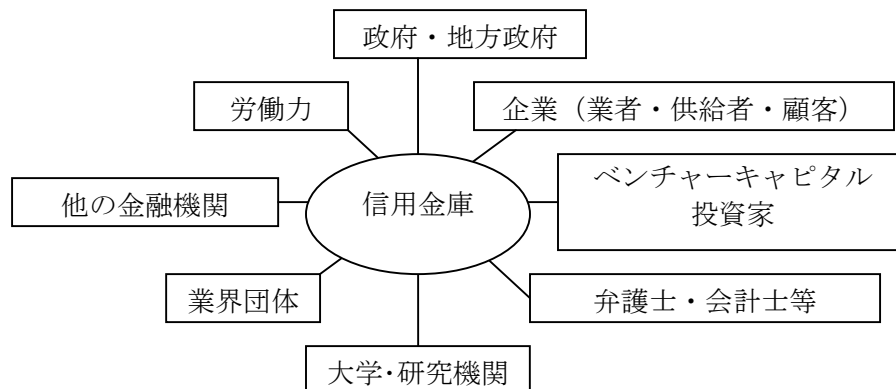 政府・地方政府
労働力
企業（業者・供給者・顧客）
ベンチャーキャピタル
投資家
他の金融機関
信用金庫
業界団体
弁護士・会計士等
大学・研究機関